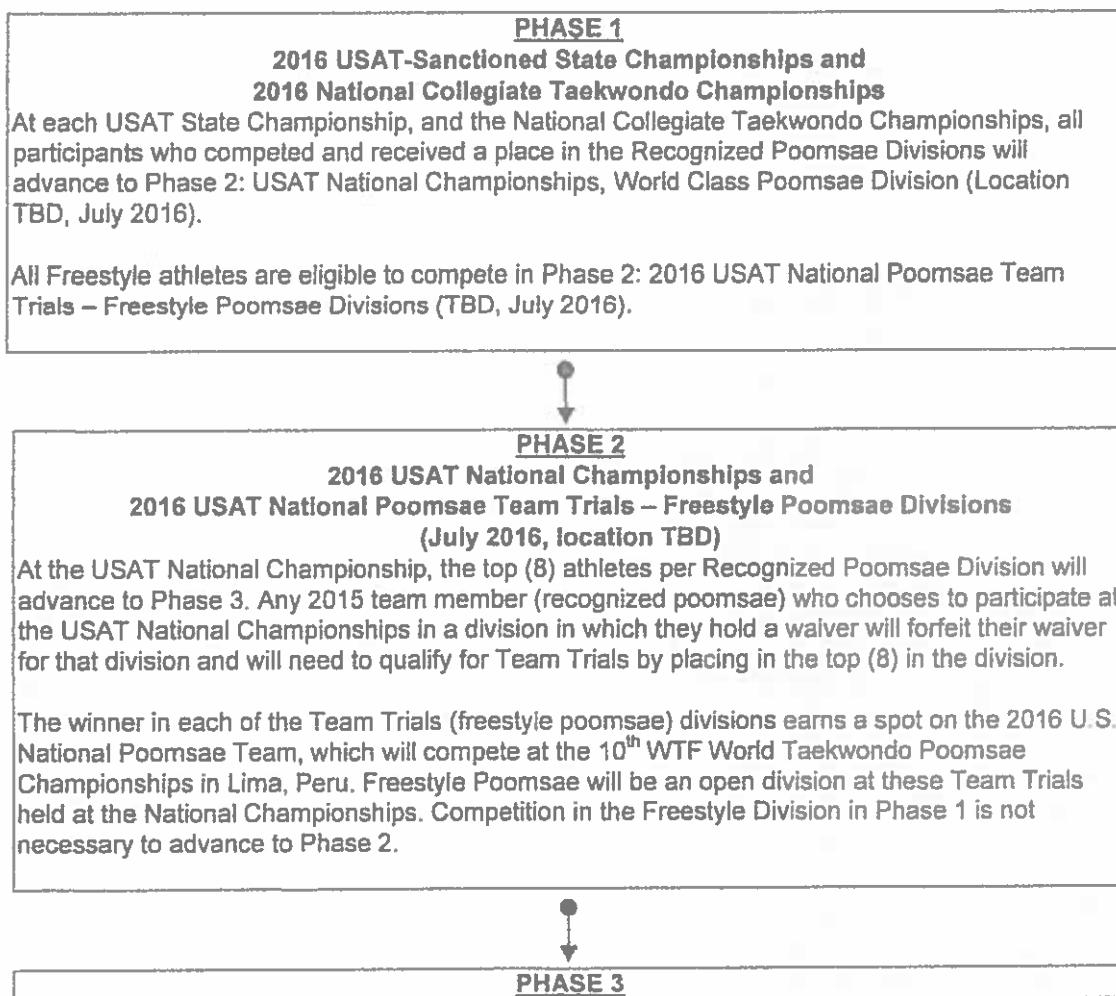 PHASE 1
2016 USAT-Sanctioned State Championships and
2016 National Collegiate Taekwondo Championships
At each USAT State Championship, and the National Collegiate Taekwondo Championships, all
participants who competed and received a place in the Recognized Poomsae Divisions will
advance to Phase 2: USAT National Championships, World Class Poomsae Division (Location
TBD, July 2016).
All Freestyle athletes are eligible to compete in Phase 2: 2016 USAT National Poomsae Team
Trials – Freestyle Poomsae Divisions (TBD, July 2016).
PHASE 2
2016 USAT National Championships and
2016 USAT National Poomsae Team Trials – Freestyle Poomsae Divisions
(July 2016, location TBD)
At the USAT National Championship, the top (8) athletes per Recognized Poomsae Division will
advance to Phase 3. Any 2015 team member (recognized poomsae) who chooses to participate at
the USAT National Championships in a division in which they hold a waiver will forfeit their waiver
for that division and will need to qualify for Team Trials by placing in the top (8) in the division.
The winner in each of the Team Trials (freestyle poomsae) divisions earns a spot on the 2016 U.S.
National Poomsae Team, which will compete at the 10th WTF World Taekwondo Poomsae
Championships in Lima, Peru. Freestyle Poomsae will be an open division at these Team Trials
held at the National Championships. Competition in the Freestyle Division in Phase 1 is not
necessary to advance to Phase 2.
PHASE 3